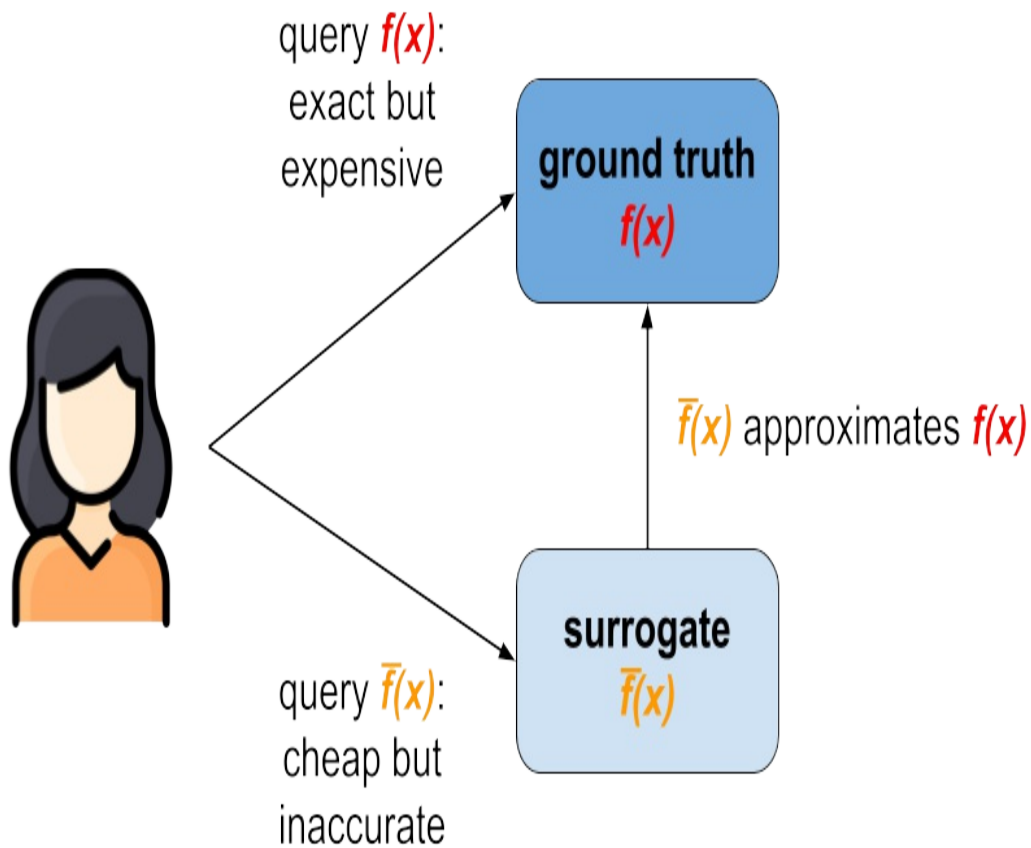 query f(x):
exact but
expensive
ground truth
f(x)
f̅(x) approximates f(x)
surrogate
f̅(x)
query f̅(x):
cheap but
inaccurate